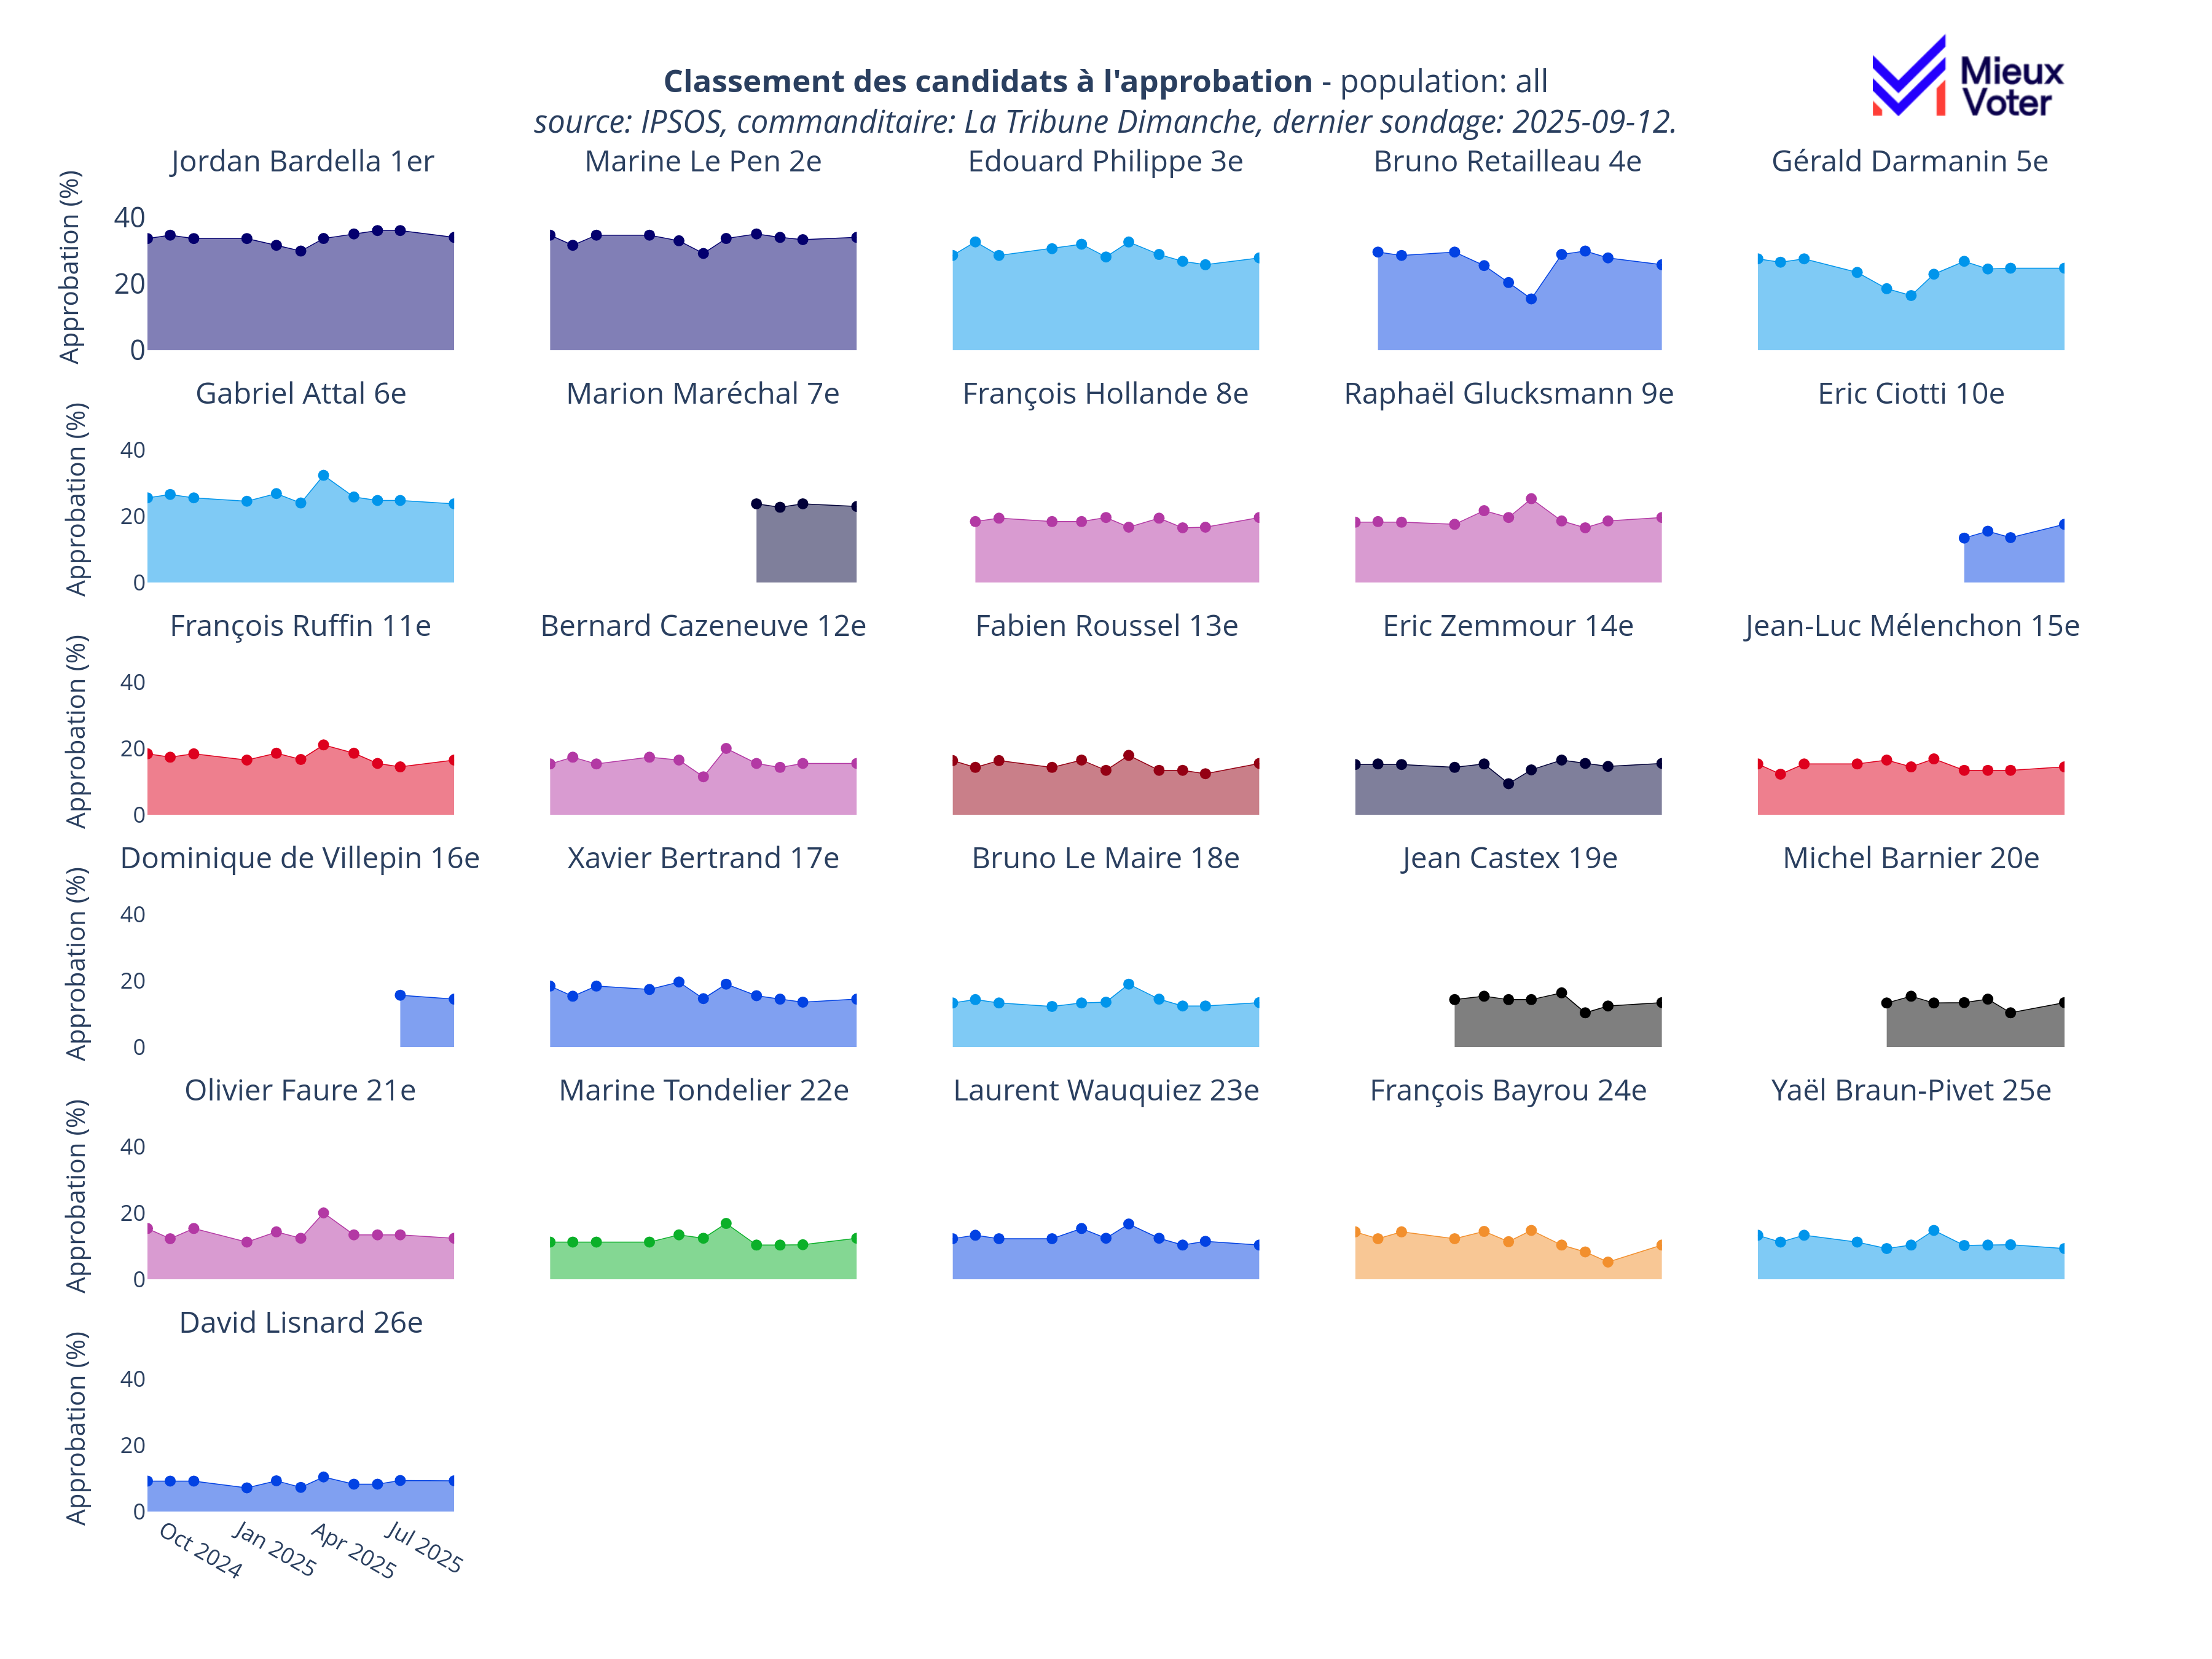 Classement des candidats à l'approbation - population: all
source: IPSOS, commanditaire: La Tribune Dimanche, dernier sondage: 2025-09-12.
Mieux
Voter
Jordan Bardella 1er
Marine Le Pen 2e
Edouard Philippe 3e
Bruno Retailleau 4e
Gérald Darmanin 5e
Approbation (%)
40
20
0
Gabriel Attal 6e
Marion Maréchal 7e
François Hollande 8e
Raphaël Glucksmann 9e
Eric Ciotti 10e
Approbation (%)
40
20
0
François Ruffin 11e
Bernard Cazeneuve 12e
Fabien Roussel 13e
Eric Zemmour 14e
Jean-Luc Mélenchon 15e
Approbation (%)
40
20
0
Dominique de Villepin 16e
Xavier Bertrand 17e
Bruno Le Maire 18e
Jean Castex 19e
Michel Barnier 20e
Approbation (%)
40
20
0
Olivier Faure 21e
Marine Tondelier 22e
Laurent Wauquiez 23e
François Bayrou 24e
Yaël Braun-Pivet 25e
Approbation (%)
40
20
0
David Lisnard 26e
Approbation (%)
40
20
0
Oct 2024
Jan 2025
Apr 2025
Jul 2025